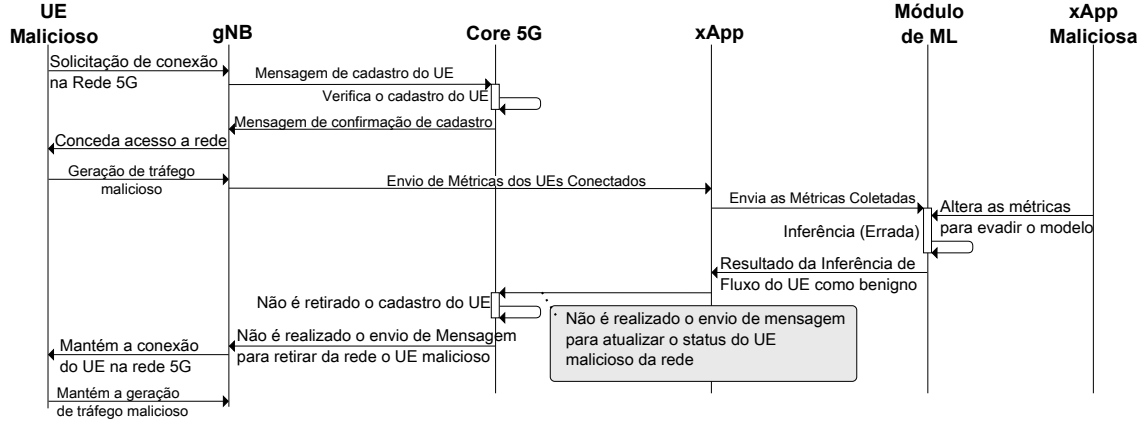 UE
Malicioso
gNB
Core 5G
xApp
Módulo
de ML
xApp
Maliciosa
Solicitação de conexão
na Rede 5G
Mensagem de cadastro do UE
Verifica o cadastro do UE
Mensagem de confirmação de cadastro
Conceda acesso a rede
Geração de tráfego
malicioso
Envio de Métricas dos UEs Conectados
Envia as Métricas Coletadas
Altera as métricas
para evadir o modelo
Inferência (Errada)
Resultado da Inferência de
Fluxo do UE como benigno
Não é retirado o cadastro do UE
Não é realizado o envio de mensagem
para atualizar o status do UE
malicioso da rede
Não é realizado o envio de Mensagem
para retirar da rede o UE malicioso
Mantém a conexão
do UE na rede 5G
Mantém a geração
de tráfego malicioso